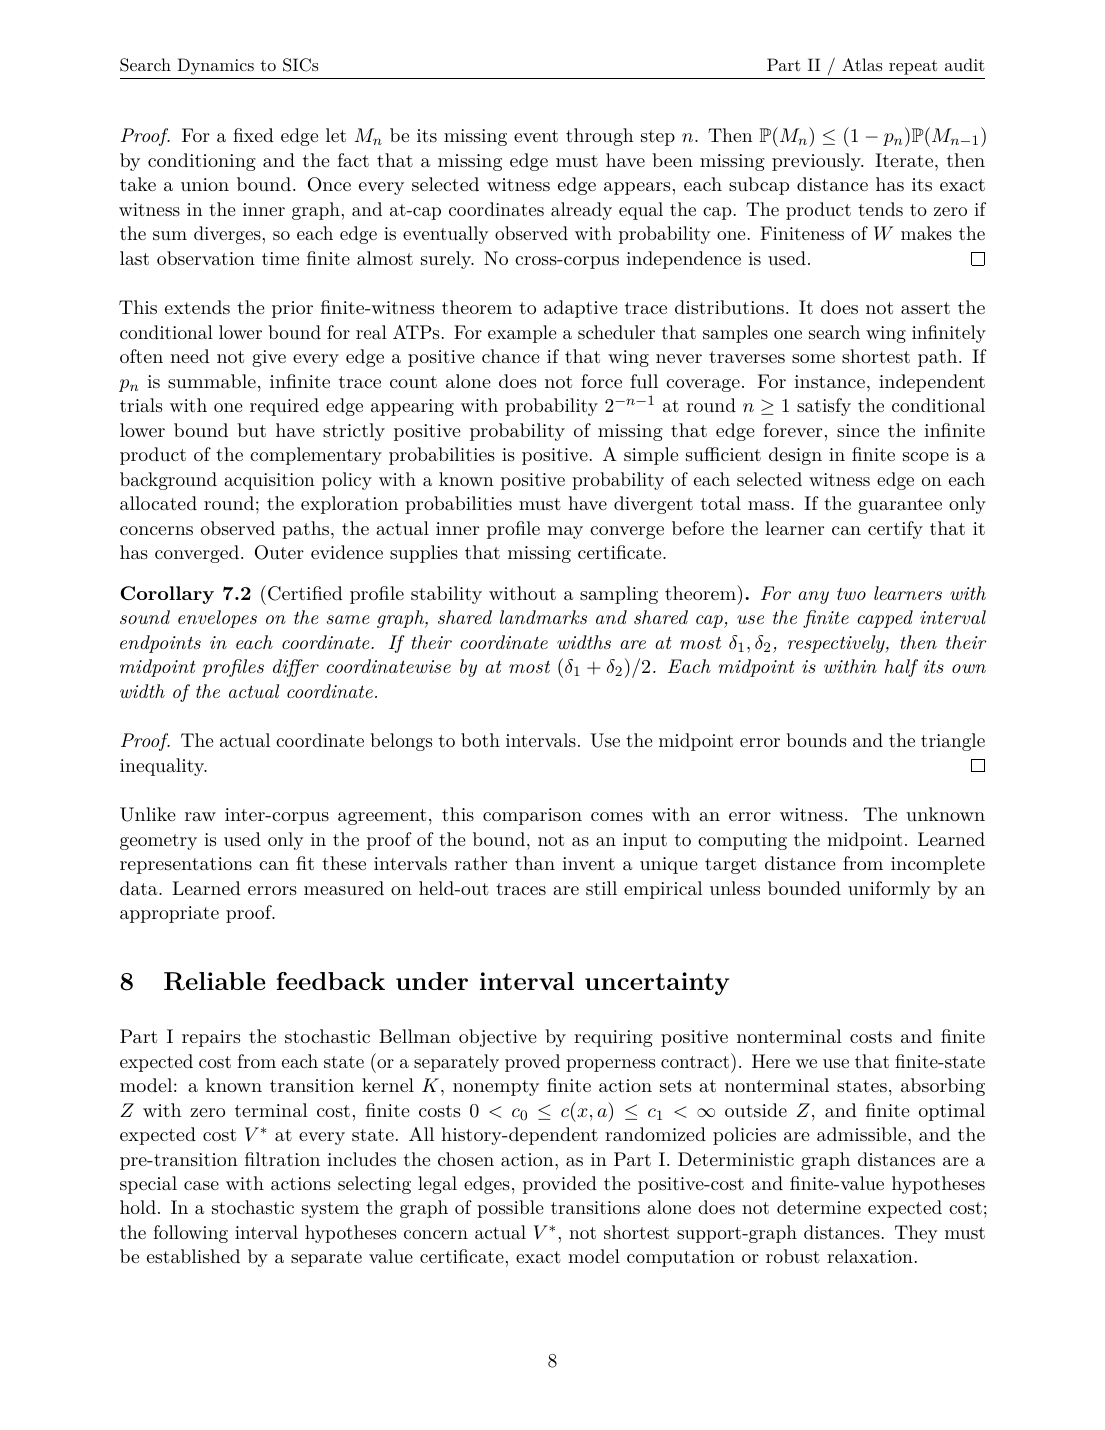 Search Dynamics to SICs Part II / Atlas repeat audit
Proof. For a fixed edge let Mₙ be its missing event through step n. Then ℙ(Mₙ) ≤ (1 − pₙ)ℙ(Mₙ₋₁)
by conditioning and the fact that a missing edge must have been missing previously. Iterate, then
take a union bound. Once every selected witness edge appears, each subcap distance has its exact
witness in the inner graph, and at-cap coordinates already equal the cap. The product tends to zero if
the sum diverges, so each edge is eventually observed with probability one. Finiteness of W makes the
last observation time finite almost surely. No cross-corpus independence is used. □
This extends the prior finite-witness theorem to adaptive trace distributions. It does not assert the
conditional lower bound for real ATPs. For example a scheduler that samples one search wing infinitely
often need not give every edge a positive chance if that wing never traverses some shortest path. If
pₙ is summable, infinite trace count alone does not force full coverage. For instance, independent
trials with one required edge appearing with probability 2⁻ⁿ⁻¹ at round n ≥ 1 satisfy the conditional
lower bound but have strictly positive probability of missing that edge forever, since the infinite
product of the complementary probabilities is positive. A simple sufficient design in finite scope is a
background acquisition policy with a known positive probability of each selected witness edge on each
allocated round; the exploration probabilities must have divergent total mass. If the guarantee only
concerns observed paths, the actual inner profile may converge before the learner can certify that it
has converged. Outer evidence supplies that missing certificate.
Corollary 7.2 (Certified profile stability without a sampling theorem). For any two learners with
sound envelopes on the same graph, shared landmarks and shared cap, use the finite capped interval
endpoints in each coordinate. If their coordinate widths are at most δ₁, δ₂, respectively, then their
midpoint profiles differ coordinatewise by at most (δ₁ + δ₂)/2. Each midpoint is within half its own
width of the actual coordinate.
Proof. The actual coordinate belongs to both intervals. Use the midpoint error bounds and the triangle
inequality. □
Unlike raw inter-corpus agreement, this comparison comes with an error witness. The unknown
geometry is used only in the proof of the bound, not as an input to computing the midpoint. Learned
representations can fit these intervals rather than invent a unique target distance from incomplete
data. Learned errors measured on held-out traces are still empirical unless bounded uniformly by an
appropriate proof.
8 Reliable feedback under interval uncertainty
Part I repairs the stochastic Bellman objective by requiring positive nonterminal costs and finite
expected cost from each state (or a separately proved properness contract). Here we use that finite-state
model: a known transition kernel K, nonempty finite action sets at nonterminal states, absorbing
Z with zero terminal cost, finite costs 0 < c₀ ≤ c(x, a) ≤ c₁ < ∞ outside Z, and finite optimal
expected cost V* at every state. All history-dependent randomized policies are admissible, and the
pre-transition filtration includes the chosen action, as in Part I. Deterministic graph distances are a
special case with actions selecting legal edges, provided the positive-cost and finite-value hypotheses
hold. In a stochastic system the graph of possible transitions alone does not determine expected cost;
the following interval hypotheses concern actual V*, not shortest support-graph distances. They must
be established by a separate value certificate, exact model computation or robust relaxation.
8